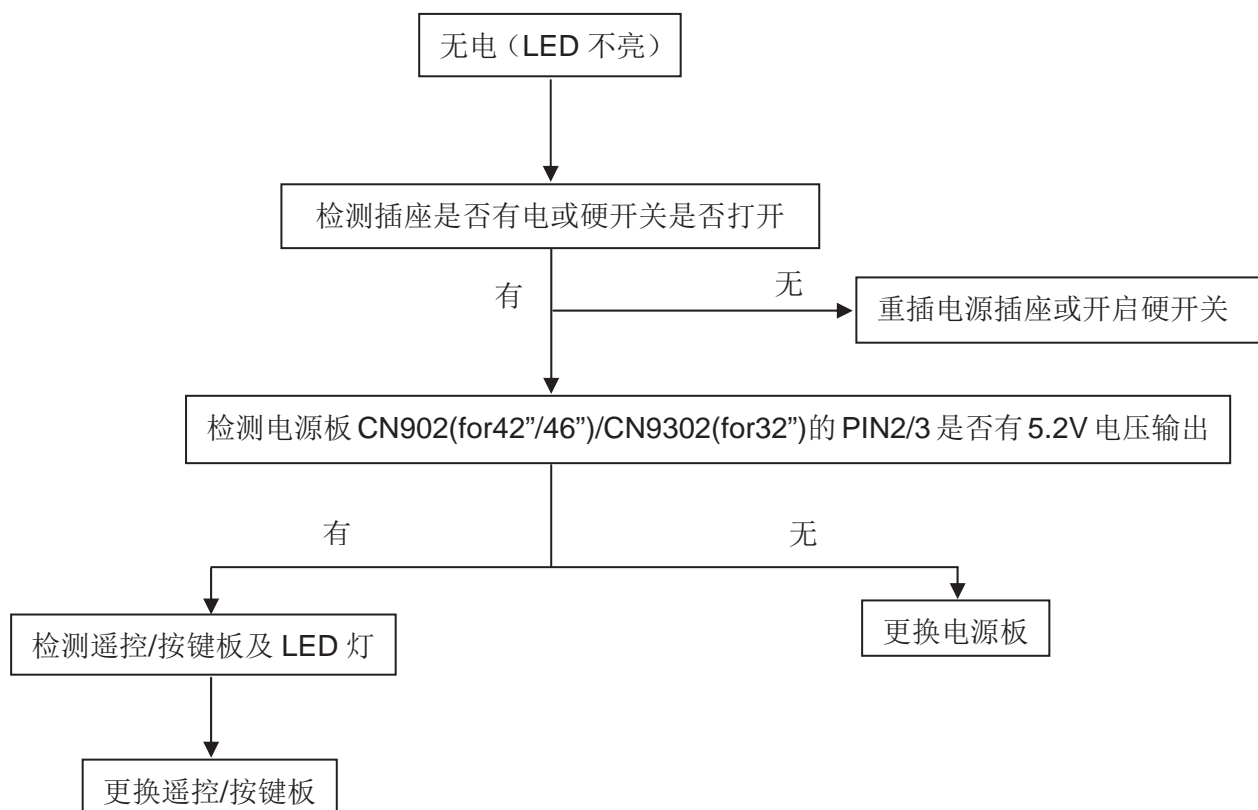 无电（LED 不亮）
检测插座是否有电或硬开关是否打开
有
无
重插电源插座或开启硬开关
检测电源板 CN902(for42”/46”)/CN9302(for32”)的 PIN2/3 是否有 5.2V 电压输出
有
无
检测遥控/按键板及 LED 灯
更换电源板
更换遥控/按键板